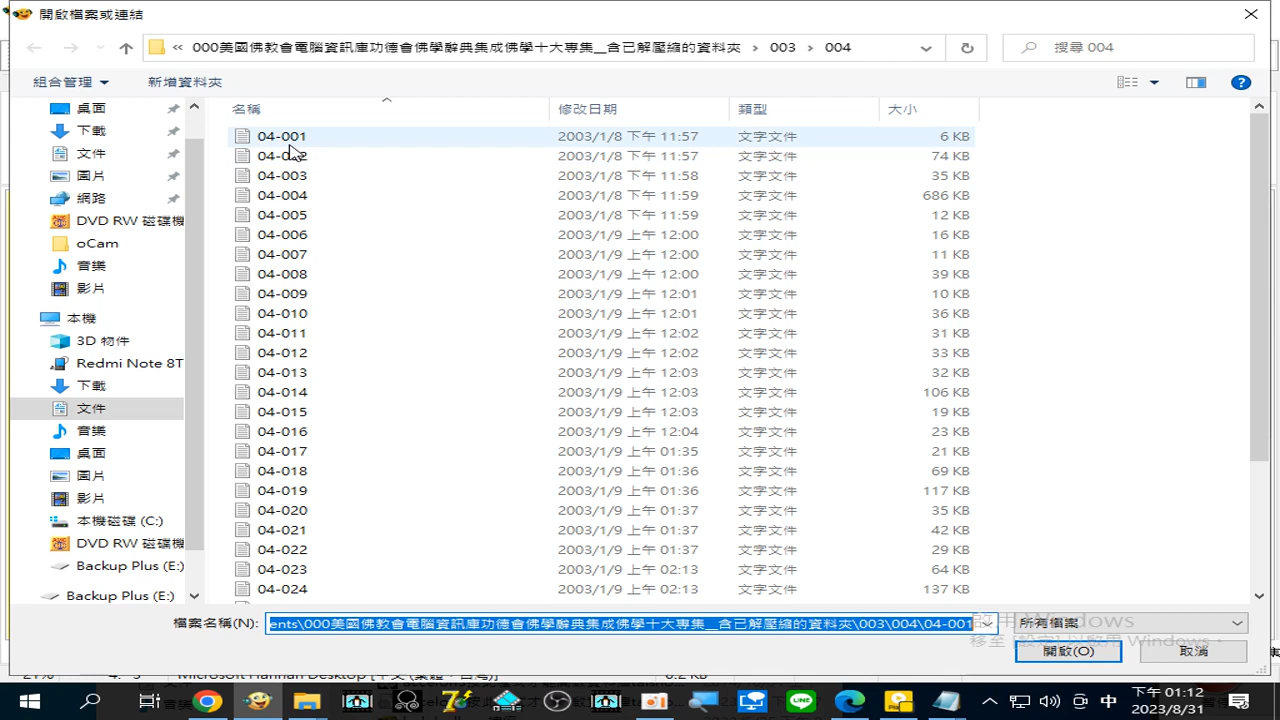 開啟檔案或連結
« 000美國佛教會電腦資訊庫功德會佛學辭典集成佛學十大專集__含已解壓縮的資料夾 › 003 › 004
搜尋 004
組合管理 新增資料夾
名稱 修改日期 類型 大小
04-001 2003/1/8 下午 11:57 文字文件 6 KB
04-002 2003/1/8 下午 11:57 文字文件 74 KB
04-003 2003/1/8 下午 11:58 文字文件 35 KB
04-004 2003/1/8 下午 11:59 文字文件 686 KB
04-005 2003/1/8 下午 11:59 文字文件 12 KB
04-006 2003/1/9 上午 12:00 文字文件 16 KB
04-007 2003/1/9 上午 12:00 文字文件 11 KB
04-008 2003/1/9 上午 12:00 文字文件 39 KB
04-009 2003/1/9 上午 12:01 文字文件 10 KB
04-010 2003/1/9 上午 12:01 文字文件 36 KB
04-011 2003/1/9 上午 12:02 文字文件 31 KB
04-012 2003/1/9 上午 12:02 文字文件 33 KB
04-013 2003/1/9 上午 12:03 文字文件 32 KB
04-014 2003/1/9 上午 12:03 文字文件 106 KB
04-015 2003/1/9 上午 12:03 文字文件 19 KB
04-016 2003/1/9 上午 12:04 文字文件 23 KB
04-017 2003/1/9 上午 01:35 文字文件 21 KB
04-018 2003/1/9 上午 01:36 文字文件 69 KB
04-019 2003/1/9 上午 01:36 文字文件 117 KB
04-020 2003/1/9 上午 01:37 文字文件 35 KB
04-021 2003/1/9 上午 01:37 文字文件 42 KB
04-022 2003/1/9 上午 01:37 文字文件 29 KB
04-023 2003/1/9 上午 02:13 文字文件 64 KB
04-024 2003/1/9 上午 02:13 文字文件 137 KB
桌面
下載
文件
圖片
網路
DVD RW 磁碟機
oCam
音樂
影片
本機
3D 物件
Redmi Note 8T
下載
文件
音樂
桌面
圖片
影片
本機磁碟 (C:)
DVD RW 磁碟機
Backup Plus (E:)
Backup Plus (E:)
檔案名稱(N): ents\000美國佛教會電腦資訊庫功德會佛學辭典集成佛學十大專集__含已解壓縮的資料夾\003\004\04-001
所有檔案
啟用 Windows
移至 [設定] 以啟用 Windows。
開啟(O) 取消
中
下午 01:12
2023/8/31